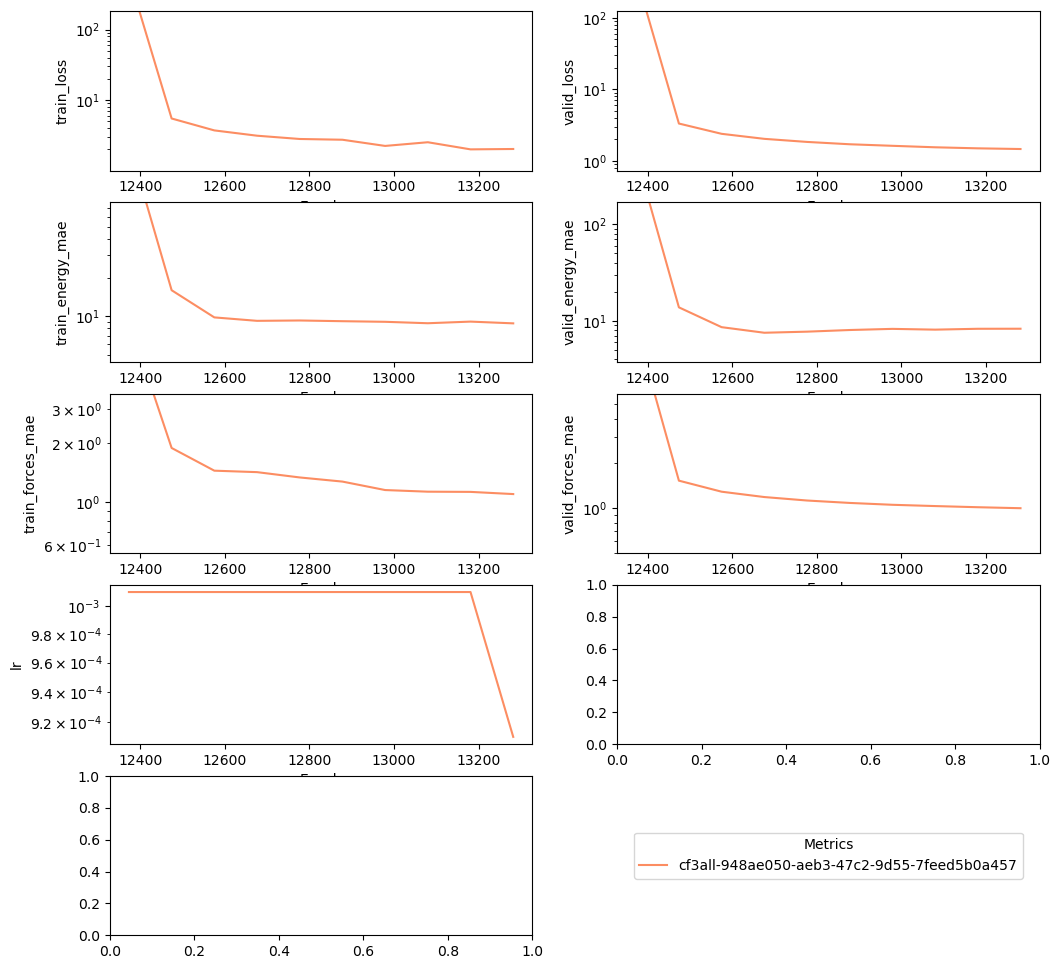 train_loss
10²
10¹
12400 12600 12800 13000 13200
valid_loss
10²
10¹
10⁰
12400 12600 12800 13000 13200
train_energy_mae
10¹
12400 12600 12800 13000 13200
valid_energy_mae
10²
10¹
12400 12600 12800 13000 13200
train_forces_mae
3 × 10⁰
2 × 10⁰
10⁰
6 × 10⁻¹
12400 12600 12800 13000 13200
valid_forces_mae
10⁰
12400 12600 12800 13000 13200
lr
10⁻³
9.8 × 10⁻⁴
9.6 × 10⁻⁴
9.4 × 10⁻⁴
9.2 × 10⁻⁴
12400 12600 12800 13000 13200
1.0
0.8
0.6
0.4
0.2
0.0
0.0 0.2 0.4 0.6 0.8 1.0
1.0
0.8
0.6
0.4
0.2
0.0
0.0 0.2 0.4 0.6 0.8 1.0
Metrics
cf3all-948ae050-aeb3-47c2-9d55-7feed5b0a457